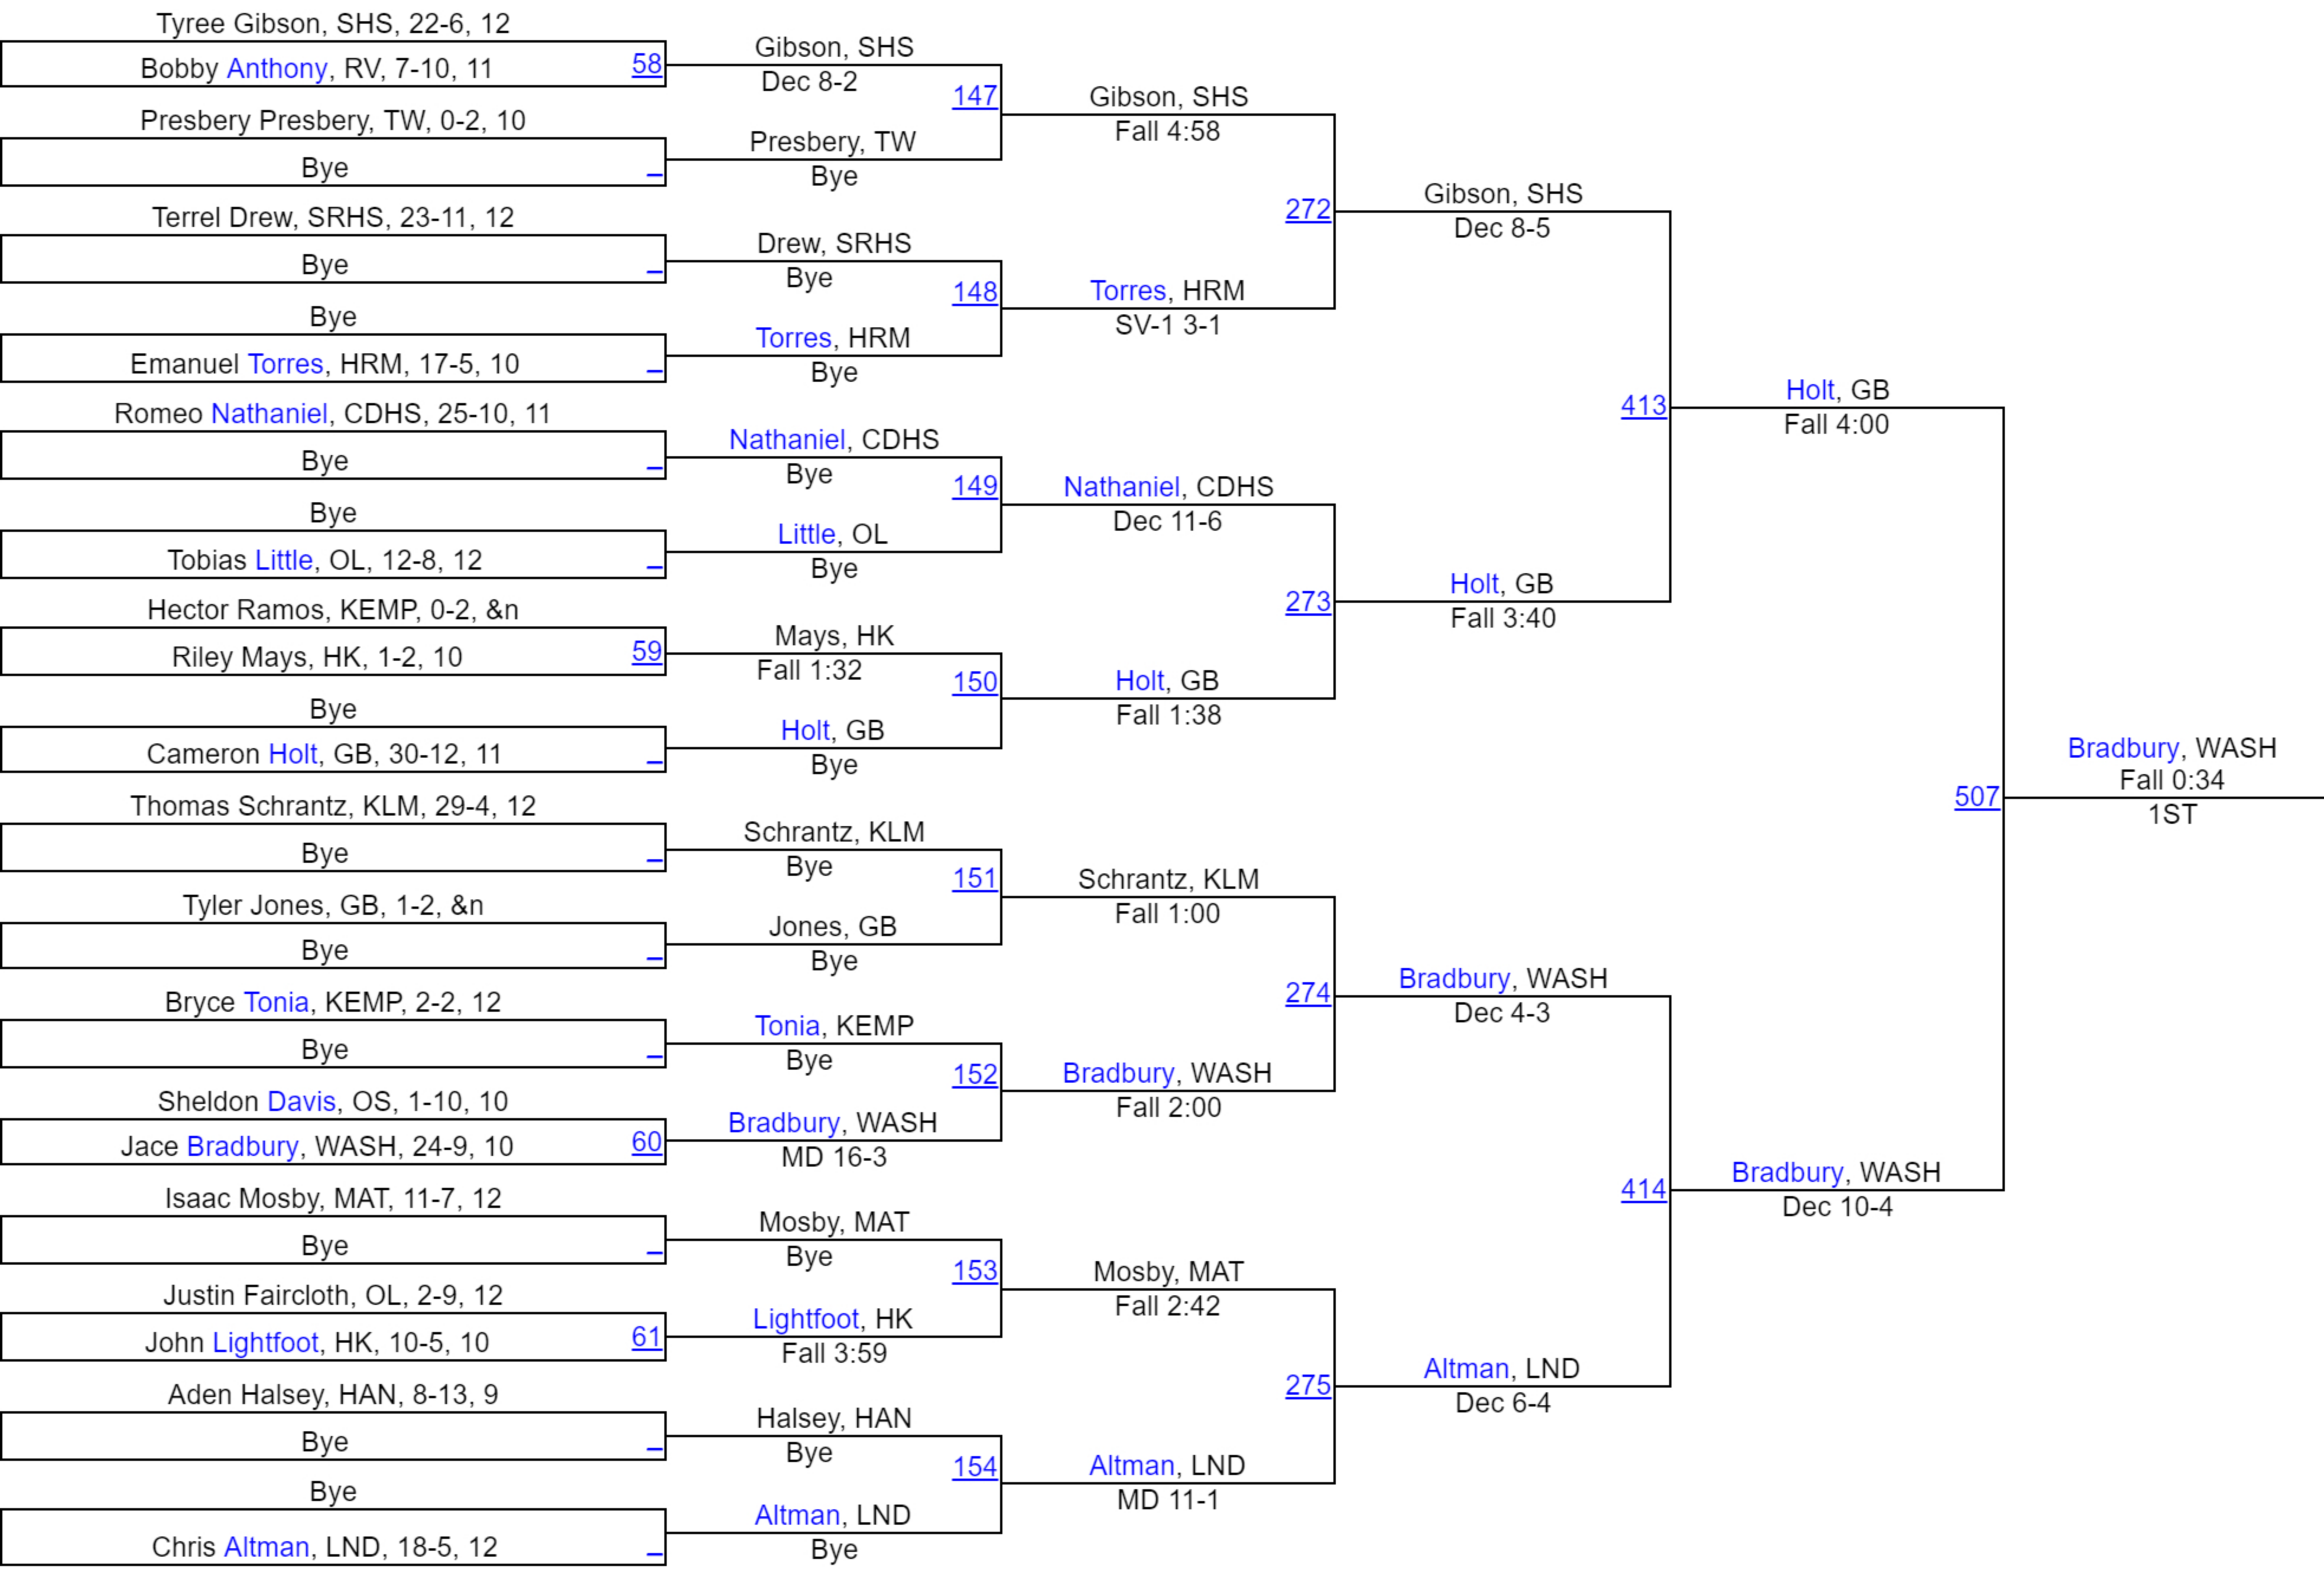 Tyree Gibson, SHS, 22-6, 12
Bobby Anthony, RV, 7-10, 11
58
Presbery Presbery, TW, 0-2, 10
Bye
Terrel Drew, SRHS, 23-11, 12
Bye
Bye
Emanuel Torres, HRM, 17-5, 10
Romeo Nathaniel, CDHS, 25-10, 11
Bye
Bye
Tobias Little, OL, 12-8, 12
Hector Ramos, KEMP, 0-2, &n
Riley Mays, HK, 1-2, 10
59
Bye
Cameron Holt, GB, 30-12, 11
Thomas Schrantz, KLM, 29-4, 12
Bye
Tyler Jones, GB, 1-2, &n
Bye
Bryce Tonia, KEMP, 2-2, 12
Bye
Sheldon Davis, OS, 1-10, 10
Jace Bradbury, WASH, 24-9, 10
60
Isaac Mosby, MAT, 11-7, 12
Bye
Justin Faircloth, OL, 2-9, 12
John Lightfoot, HK, 10-5, 10
61
Aden Halsey, HAN, 8-13, 9
Bye
Bye
Chris Altman, LND, 18-5, 12
Gibson, SHS
Dec 8-2
147
Presbery, TW
Bye
Drew, SRHS
Bye
148
Torres, HRM
Bye
Nathaniel, CDHS
Bye
149
Little, OL
Bye
Mays, HK
Fall 1:32
150
Holt, GB
Bye
Schrantz, KLM
Bye
151
Jones, GB
Bye
Tonia, KEMP
Bye
152
Bradbury, WASH
MD 16-3
Mosby, MAT
Bye
153
Lightfoot, HK
Fall 3:59
Halsey, HAN
Bye
154
Altman, LND
Bye
Gibson, SHS
Fall 4:58
272
Torres, HRM
SV-1 3-1
Nathaniel, CDHS
Dec 11-6
273
Holt, GB
Fall 1:38
Schrantz, KLM
Fall 1:00
274
Bradbury, WASH
Fall 2:00
Mosby, MAT
Fall 2:42
275
Altman, LND
MD 11-1
Gibson, SHS
Dec 8-5
413
Holt, GB
Fall 3:40
Bradbury, WASH
Dec 4-3
414
Altman, LND
Dec 6-4
Holt, GB
Fall 4:00
507
Bradbury, WASH
Dec 10-4
Bradbury, WASH
Fall 0:34
1ST